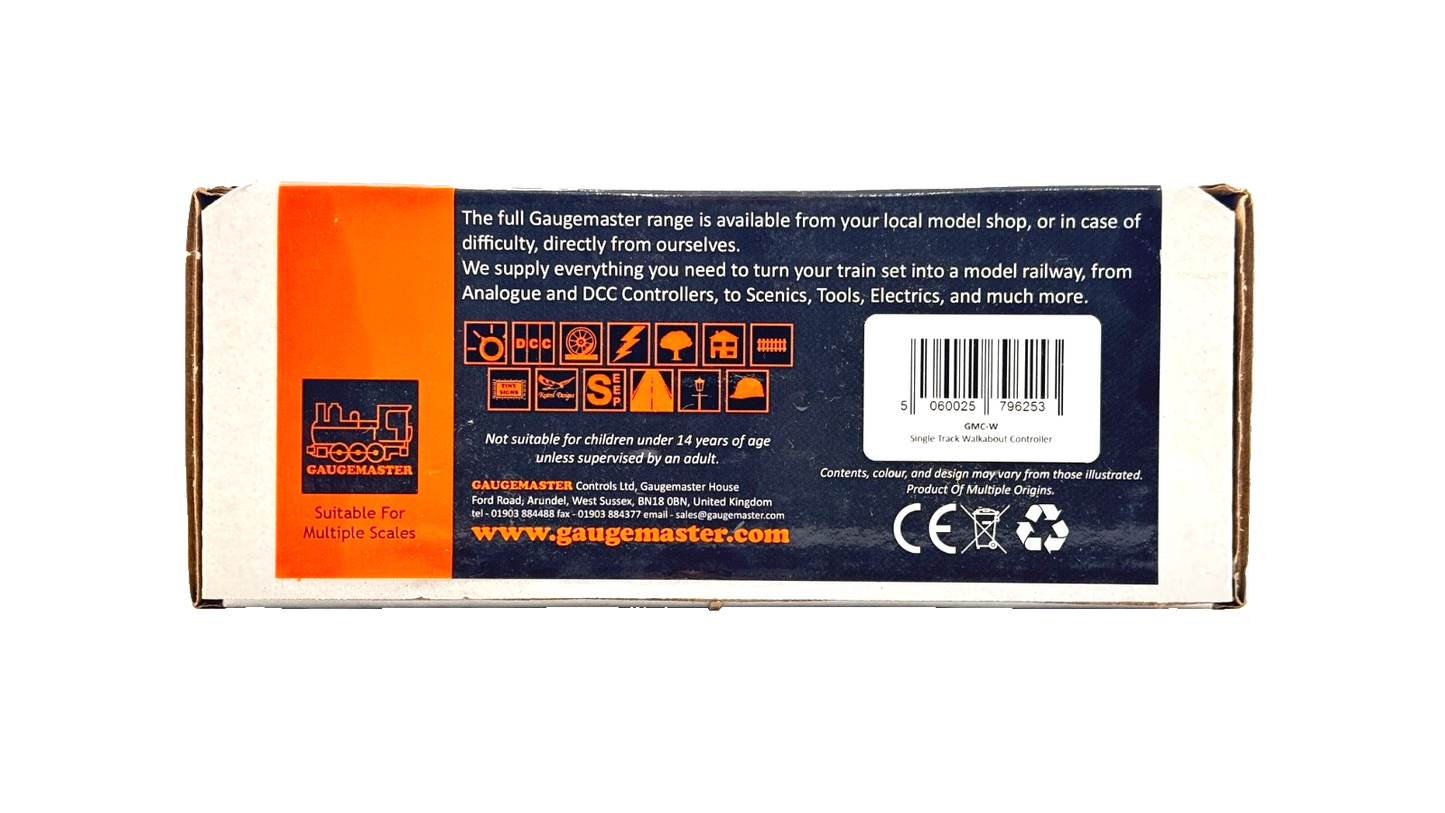 The full Gaugemaster range is available from your local model shop, or in case of
difficulty, directly from ourselves.
We supply everything you need to turn your train set into a model railway, from
Analogue and DCC Controllers, to Scenics, Tools, Electrics, and much more.
DCC
TINY
SIGNS
Kestrel Designs
SEEP
Not suitable for children under 14 years of age
unless supervised by an adult.
GAUGEMASTER Controls Ltd, Gaugemaster House
Ford Road, Arundel, West Sussex, BN18 0BN, United Kingdom
tel - 01903 884488 fax - 01903 884377 email - sales@gaugemaster.com
www.gaugemaster.com
GAUGEMASTER
Suitable For
Multiple Scales
5 060025 796253
GMC-W
Single Track Walkabout Controller
Contents, colour, and design may vary from those illustrated.
Product Of Multiple Origins.
CE